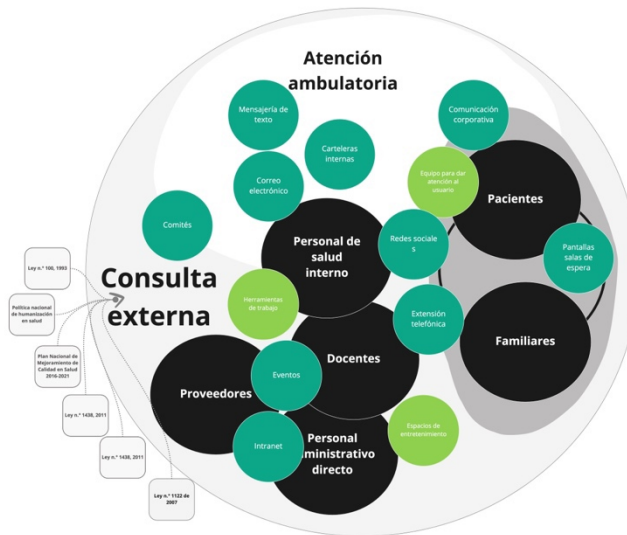 Atención
ambulatoria
Mensajería de
texto
Comunicación
corporativa
Carteleras
internas
Equipo para dar
atención al
usuario
Correo
electrónico
Pacientes
Comités
Personal de
salud
interno
Redes sociale
s
Pantallas
salas de
espera
Ley n.° 100, 1993
Consulta
externa
Política nacional
de humanización
en salud
Herramientas
de trabajo
Extensión
telefónica
Familiares
Plan Nacional de
Mejoramiento de
Calidad en Salud
2016-2021
Docentes
Proveedores
Eventos
Ley n.° 1438, 2011
Espacios de
entretenimiento
Intranet
Personal
dministrativo
directo
Ley n.° 1438, 2011
Ley n.° 1122 de
2007